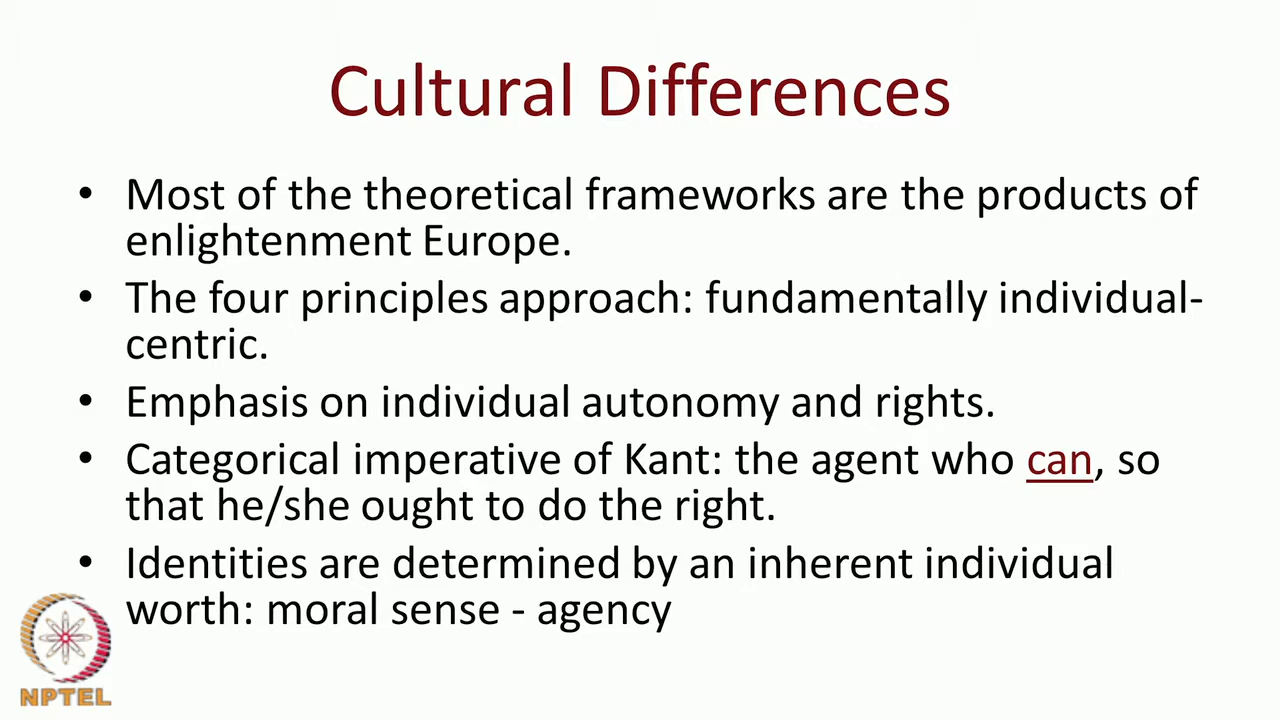 Cultural Differences
• Most of the theoretical frameworks are the products of
enlightenment Europe.
• The four principles approach: fundamentally individual-
centric.
• Emphasis on individual autonomy and rights.
• Categorical imperative of Kant: the agent who can, so
that he/she ought to do the right.
• Identities are determined by an inherent individual
worth: moral sense - agency
NPTEL